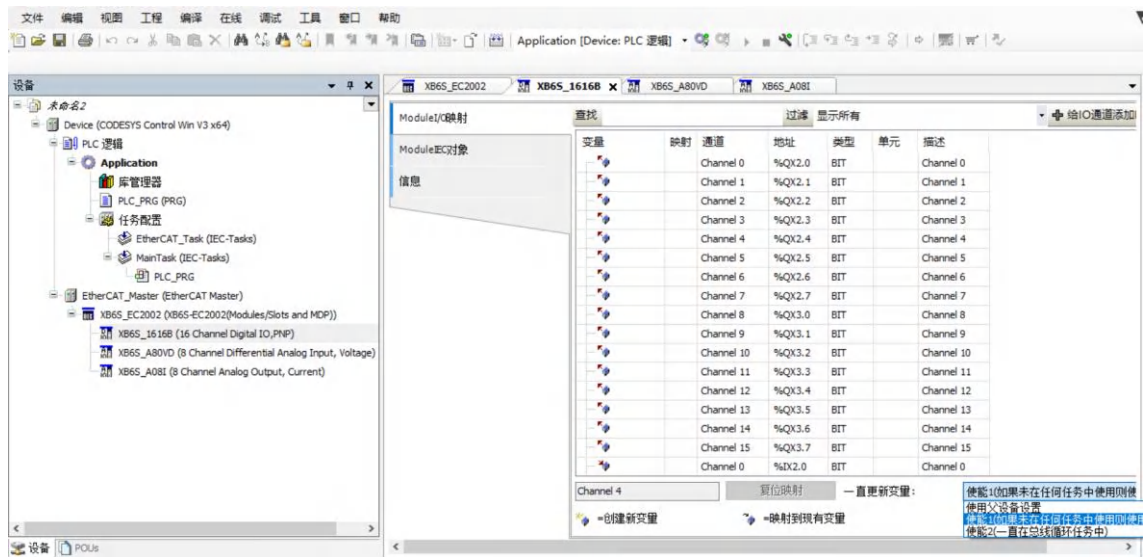 文件 编辑 视图 工程 编译 在线 调试 工具 窗口 帮助
Application [Device: PLC 逻辑]
设备
未命名2
Device (CODESYS Control Win V3 x64)
PLC 逻辑
Application
库管理器
PLC_PRG (PRG)
任务配置
EtherCAT_Task (IEC-Tasks)
MainTask (IEC-Tasks)
PLC_PRG
EtherCAT_Master (EtherCAT Master)
XB6S_EC2002 (XB6S-EC2002(Modules/Slots and MDP))
XB6S_1616B (16 Channel Digital IO,PNP)
XB6S_A80VD (8 Channel Differential Analog Input, Voltage)
XB6S_A08I (8 Channel Analog Output, Current)
设备 POUs
XB6S_EC2002 XB6S_1616B XB6S_A80VD XB6S_A08I
ModuleI/O映射
ModuleIEC对象
信息
查找 过滤 显示所有 给IO通道添加
变量 映射 通道 地址 类型 单元 描述
Channel 0 %QX2.0 BIT Channel 0
Channel 1 %QX2.1 BIT Channel 1
Channel 2 %QX2.2 BIT Channel 2
Channel 3 %QX2.3 BIT Channel 3
Channel 4 %QX2.4 BIT Channel 4
Channel 5 %QX2.5 BIT Channel 5
Channel 6 %QX2.6 BIT Channel 6
Channel 7 %QX2.7 BIT Channel 7
Channel 8 %QX3.0 BIT Channel 8
Channel 9 %QX3.1 BIT Channel 9
Channel 10 %QX3.2 BIT Channel 10
Channel 11 %QX3.3 BIT Channel 11
Channel 12 %QX3.4 BIT Channel 12
Channel 13 %QX3.5 BIT Channel 13
Channel 14 %QX3.6 BIT Channel 14
Channel 15 %QX3.7 BIT Channel 15
Channel 0 %IX2.0 BIT Channel 0
Channel 4 复位映射 一直更新变量: 使能1(如果未在任何任务中使用则使
使用父设备设置
使能1(如果未在任何任务中使用则使用
使能2(一直在总线循环任务中)
=创建新变量 =映射到现有变量